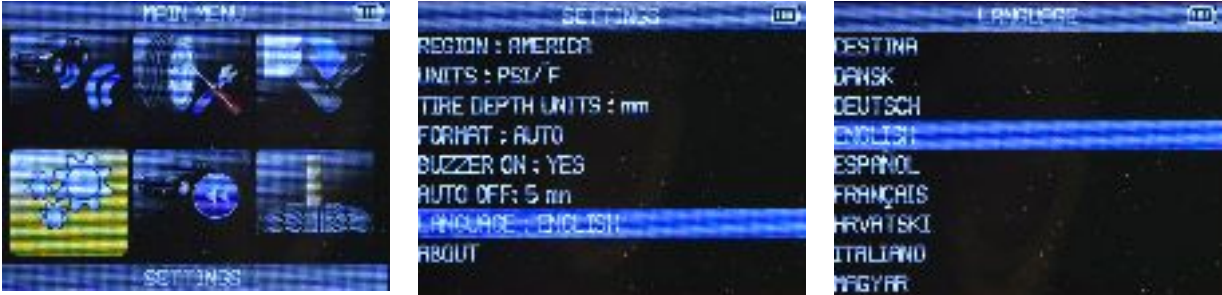 MAIN MENU
SETTINGS
SETTINGS
REGION : AMERICA
UNITS : PSI/°F
TIRE DEPTH UNITS : mm
FORMAT : AUTO
BUZZER ON : YES
AUTO OFF: 5 mn
LANGUAGE : ENGLISH
ABOUT
LANGUAGE
CESTINA
DANSK
DEUTSCH
ENGLISH
ESPAÑOL
FRANÇAIS
HRVATSKI
ITALIANO
MAGYAR